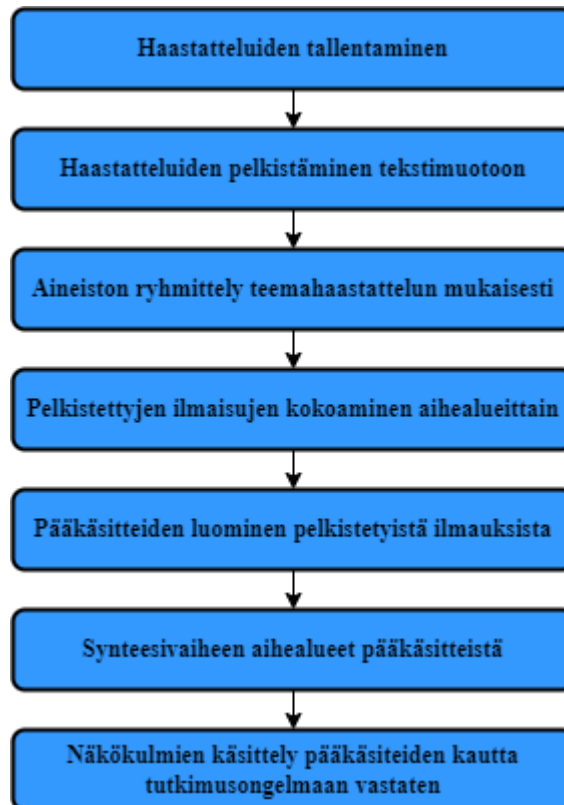 Haastatteluiden tallentaminen
Haastatteluiden pelkistäminen tekstimuotoon
Aineiston ryhmittely teemahaastattelun mukaisesti
Pelkistettyjen ilmaisujen kokoaminen aihealueittain
Pääkäsitteiden luominen pelkistetyistä ilmauksista
Synteesivaiheen aihealueet pääkäsitteistä
Näkökulmien käsittely pääkäsiteiden kautta
tutkimusongelmaan vastaten